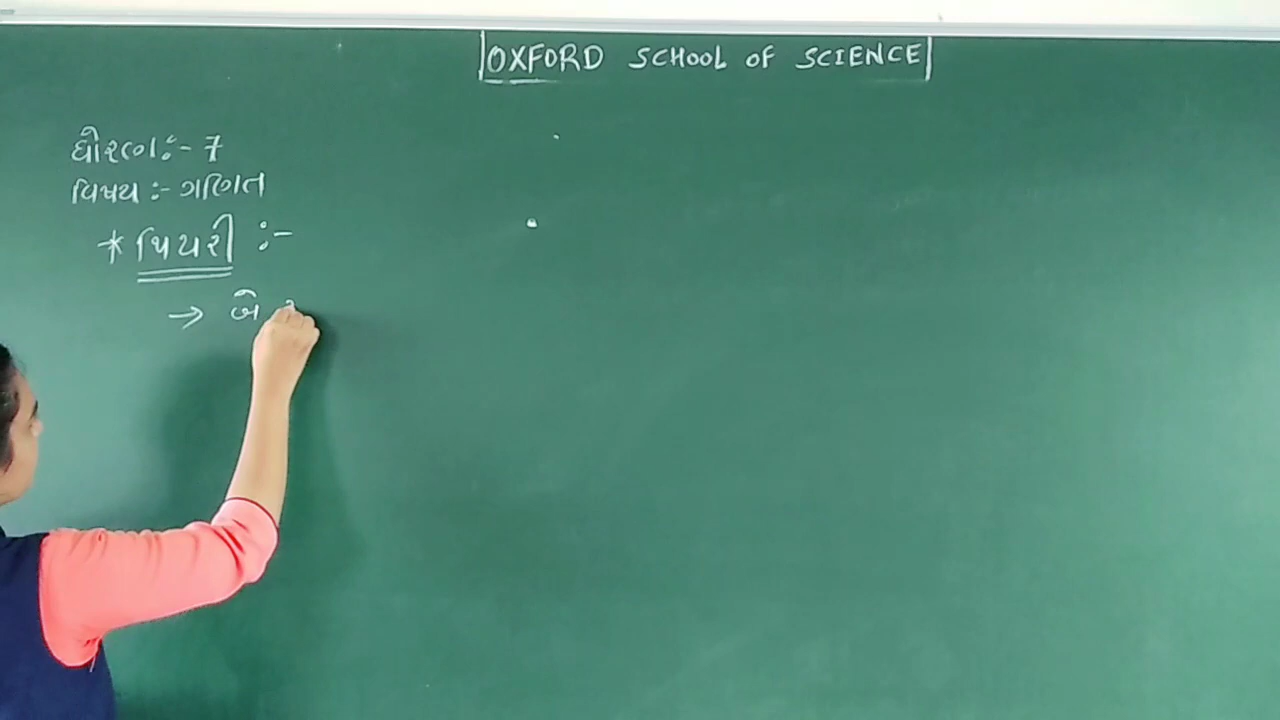 OXFORD SCHOOL OF SCIENCE
ધોરણ :- 7
વિષય :- ગણિત
* થિયરી :-
→ બે